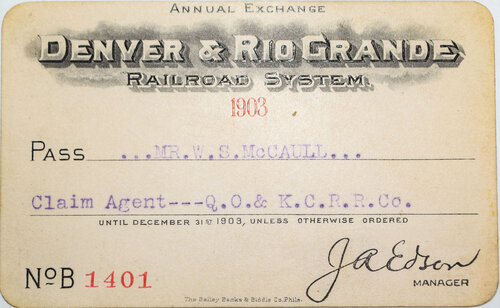 ANNUAL EXCHANGE
DENVER & RIO GRANDE
RAILROAD SYSTEM.
1903
PASS ...MR.W.S.McCAULL...
Claim Agent---Q.O.& K.C.R.R.Co.
UNTIL DECEMBER 31ST 1903, UNLESS OTHERWISE ORDERED
J A Edson
MANAGER
No B 1401
The Bailey Banks & Biddle Co. Phila.